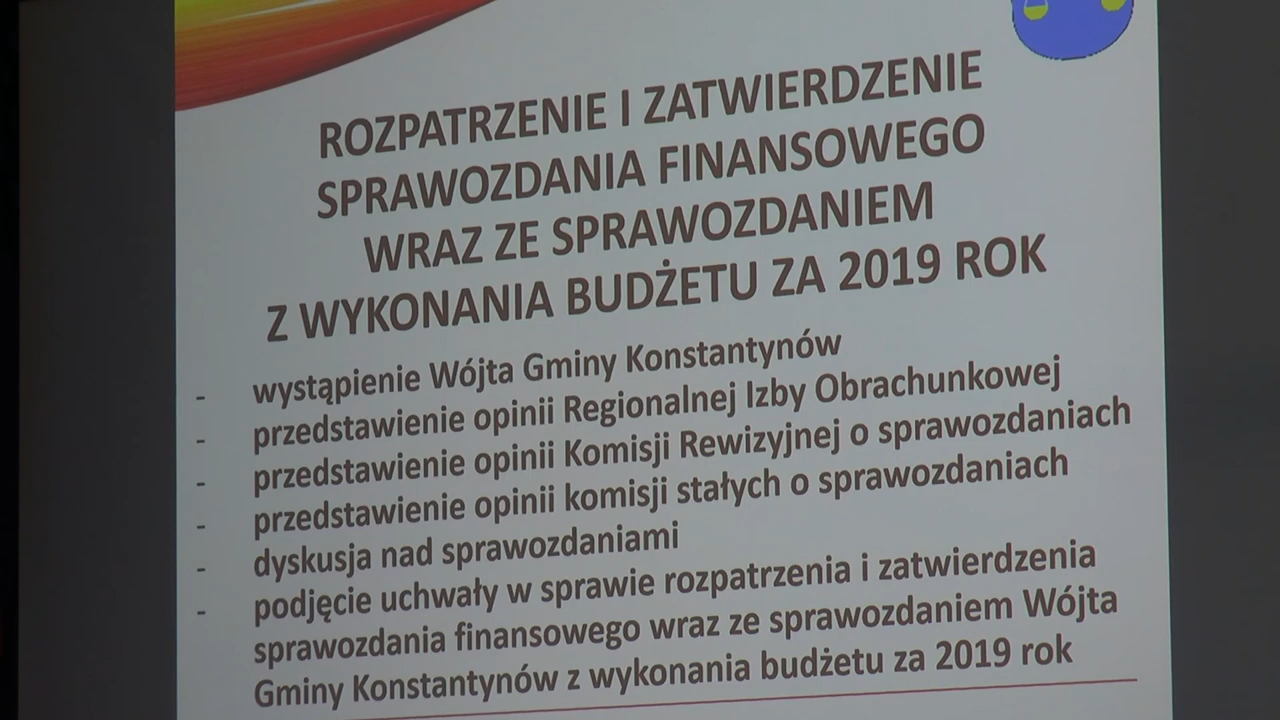 ROZPATRZENIE I ZATWIERDZENIE
SPRAWOZDANIA FINANSOWEGO
WRAZ ZE SPRAWOZDANIEM
Z WYKONANIA BUDŻETU ZA 2019 ROK
- wystąpienie Wójta Gminy Konstantynów
- przedstawienie opinii Regionalnej Izby Obrachunkowej
- przedstawienie opinii Komisji Rewizyjnej o sprawozdaniach
- przedstawienie opinii komisji stałych o sprawozdaniach
- dyskusja nad sprawozdaniami
- podjęcie uchwały w sprawie rozpatrzenia i zatwierdzenia
sprawozdania finansowego wraz ze sprawozdaniem Wójta
Gminy Konstantynów z wykonania budżetu za 2019 rok